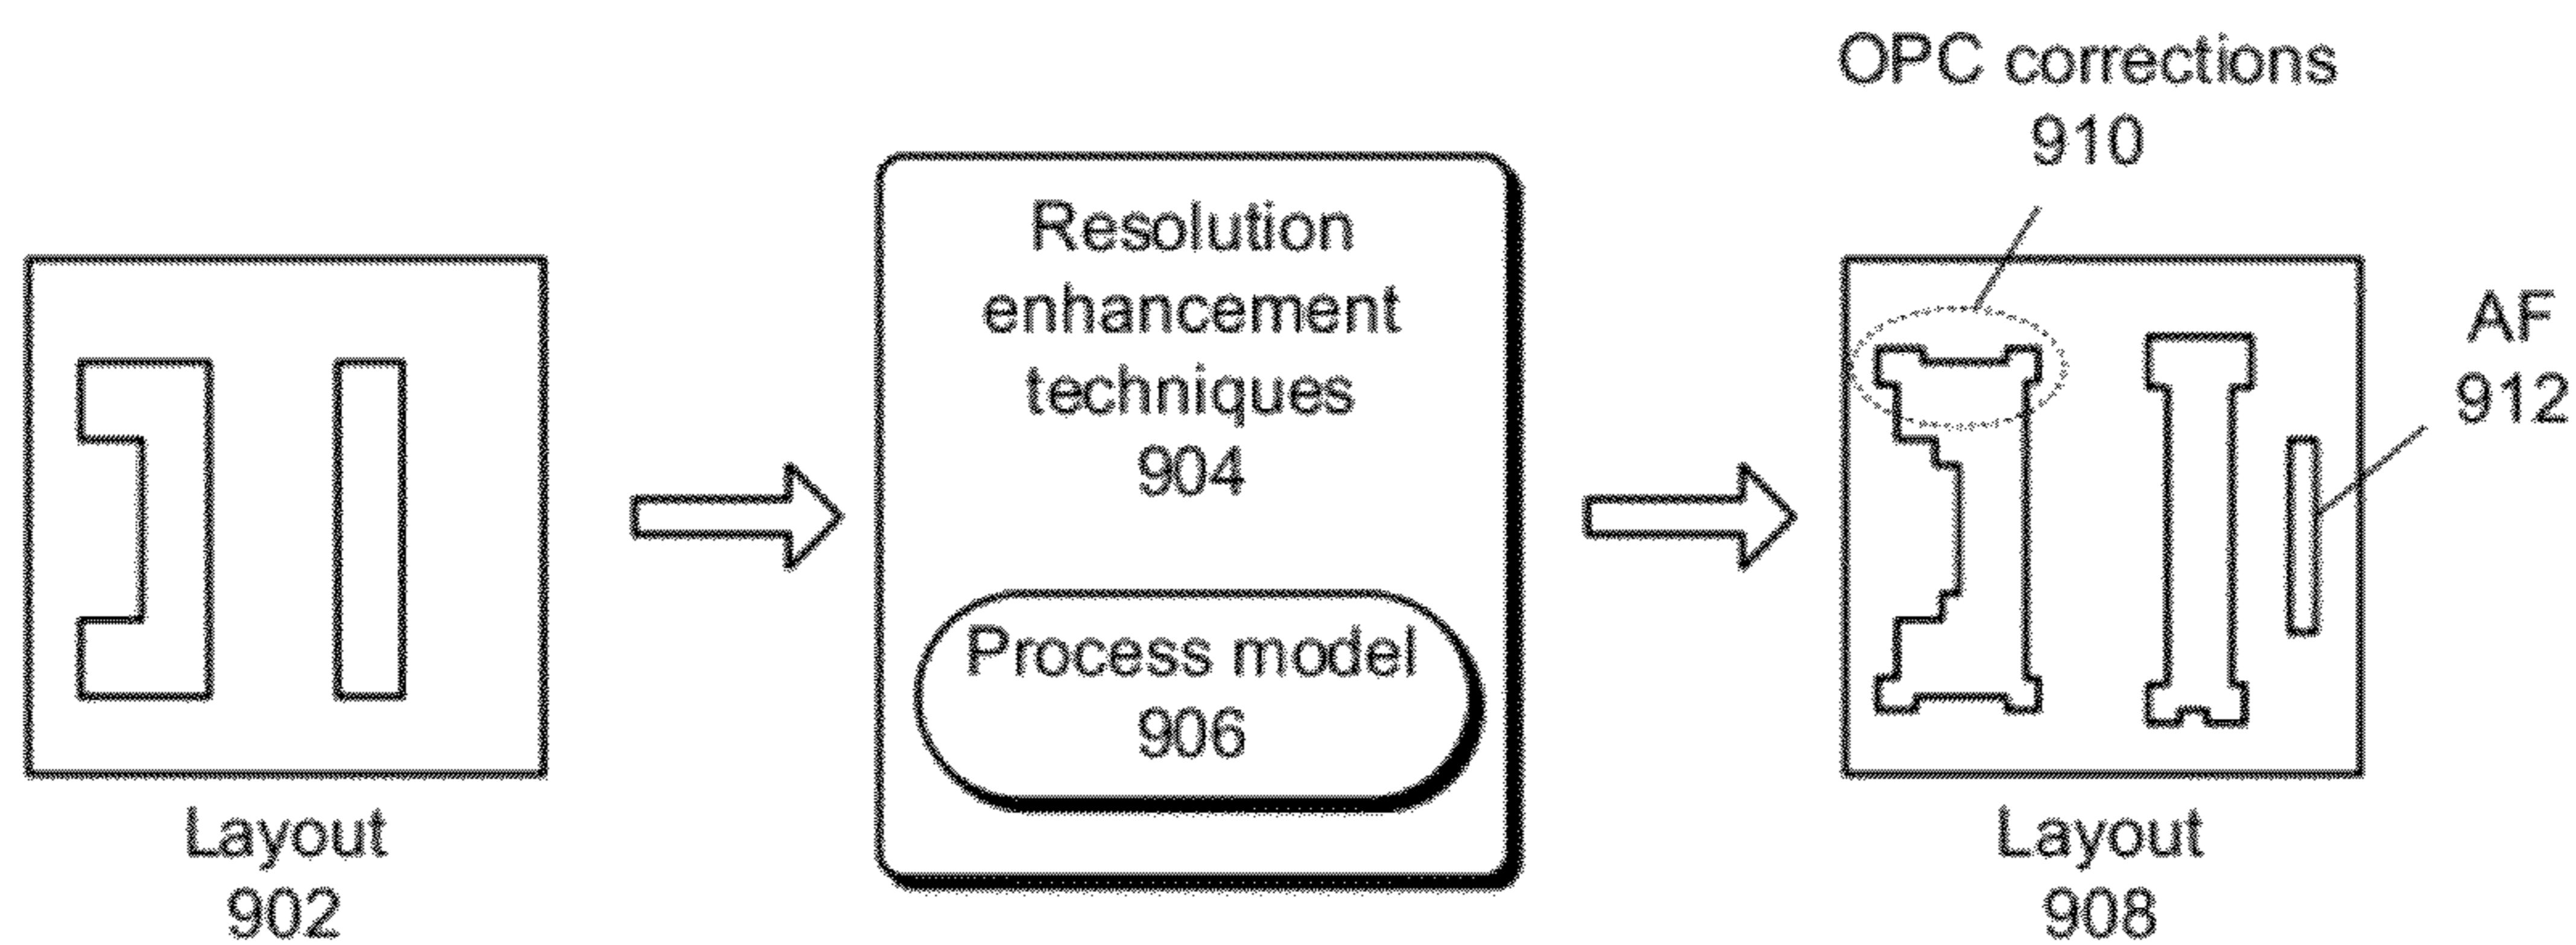 OPC corrections
910
Resolution
enhancement
techniques
904
AF
912
Process model
906
Layout
902
Layout
908